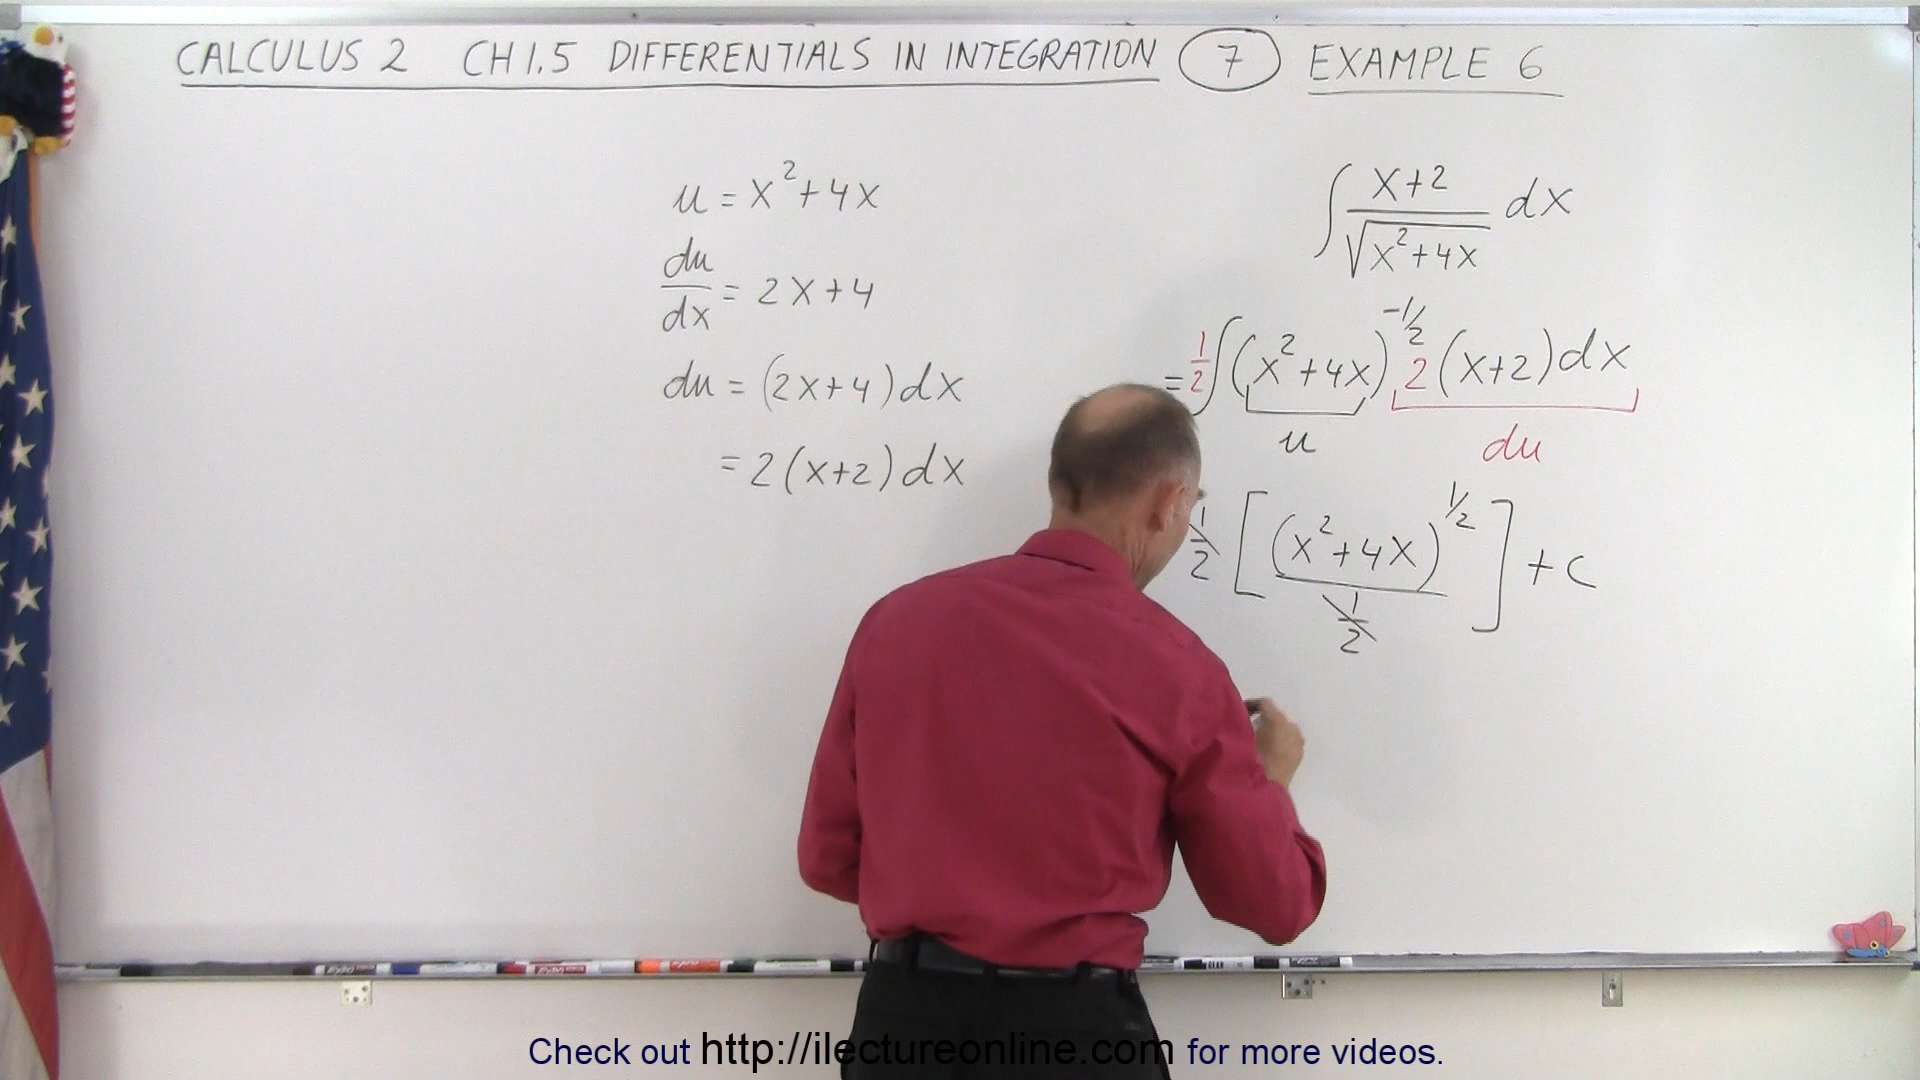 CALCULUS 2 CH 1.5 DIFFERENTIALS IN INTEGRATION 7 EXAMPLE 6
u = x²+4x
du/dx = 2x+4
du = (2x+4)dx
= 2(x+2)dx
∫ x+2/√x²+4x dx
= 1/2 ∫(x²+4x)^-1/2 2(x+2)dx
u du
1/2 [(x²+4x)^1/2 / 1/2] + C
Check out http://ilectureonline.com for more videos.